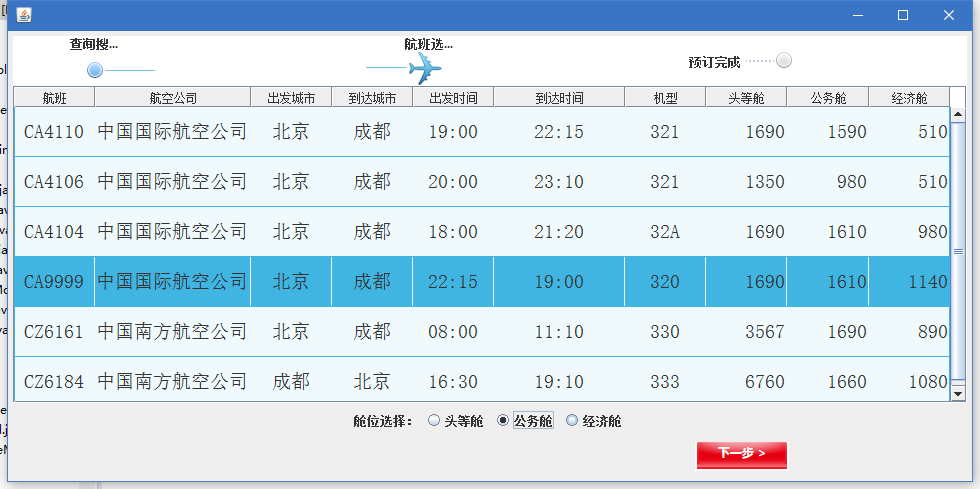 查询搜...
航班选...
预订完成
航班 航空公司 出发城市 到达城市 出发时间 到达时间 机型 头等舱 公务舱 经济舱
CA4110 中国国际航空公司 北京 成都 19:00 22:15 321 1690 1590 510
CA4106 中国国际航空公司 北京 成都 20:00 23:10 321 1350 980 510
CA4104 中国国际航空公司 北京 成都 18:00 21:20 32A 1690 1610 980
CA9999 中国国际航空公司 北京 成都 22:15 19:00 320 1690 1610 1140
CZ6161 中国南方航空公司 北京 成都 08:00 11:10 330 3567 1690 890
CZ6184 中国南方航空公司 成都 北京 16:30 19:10 333 6760 1660 1080
舱位选择: 头等舱 公务舱 经济舱
下一步 >